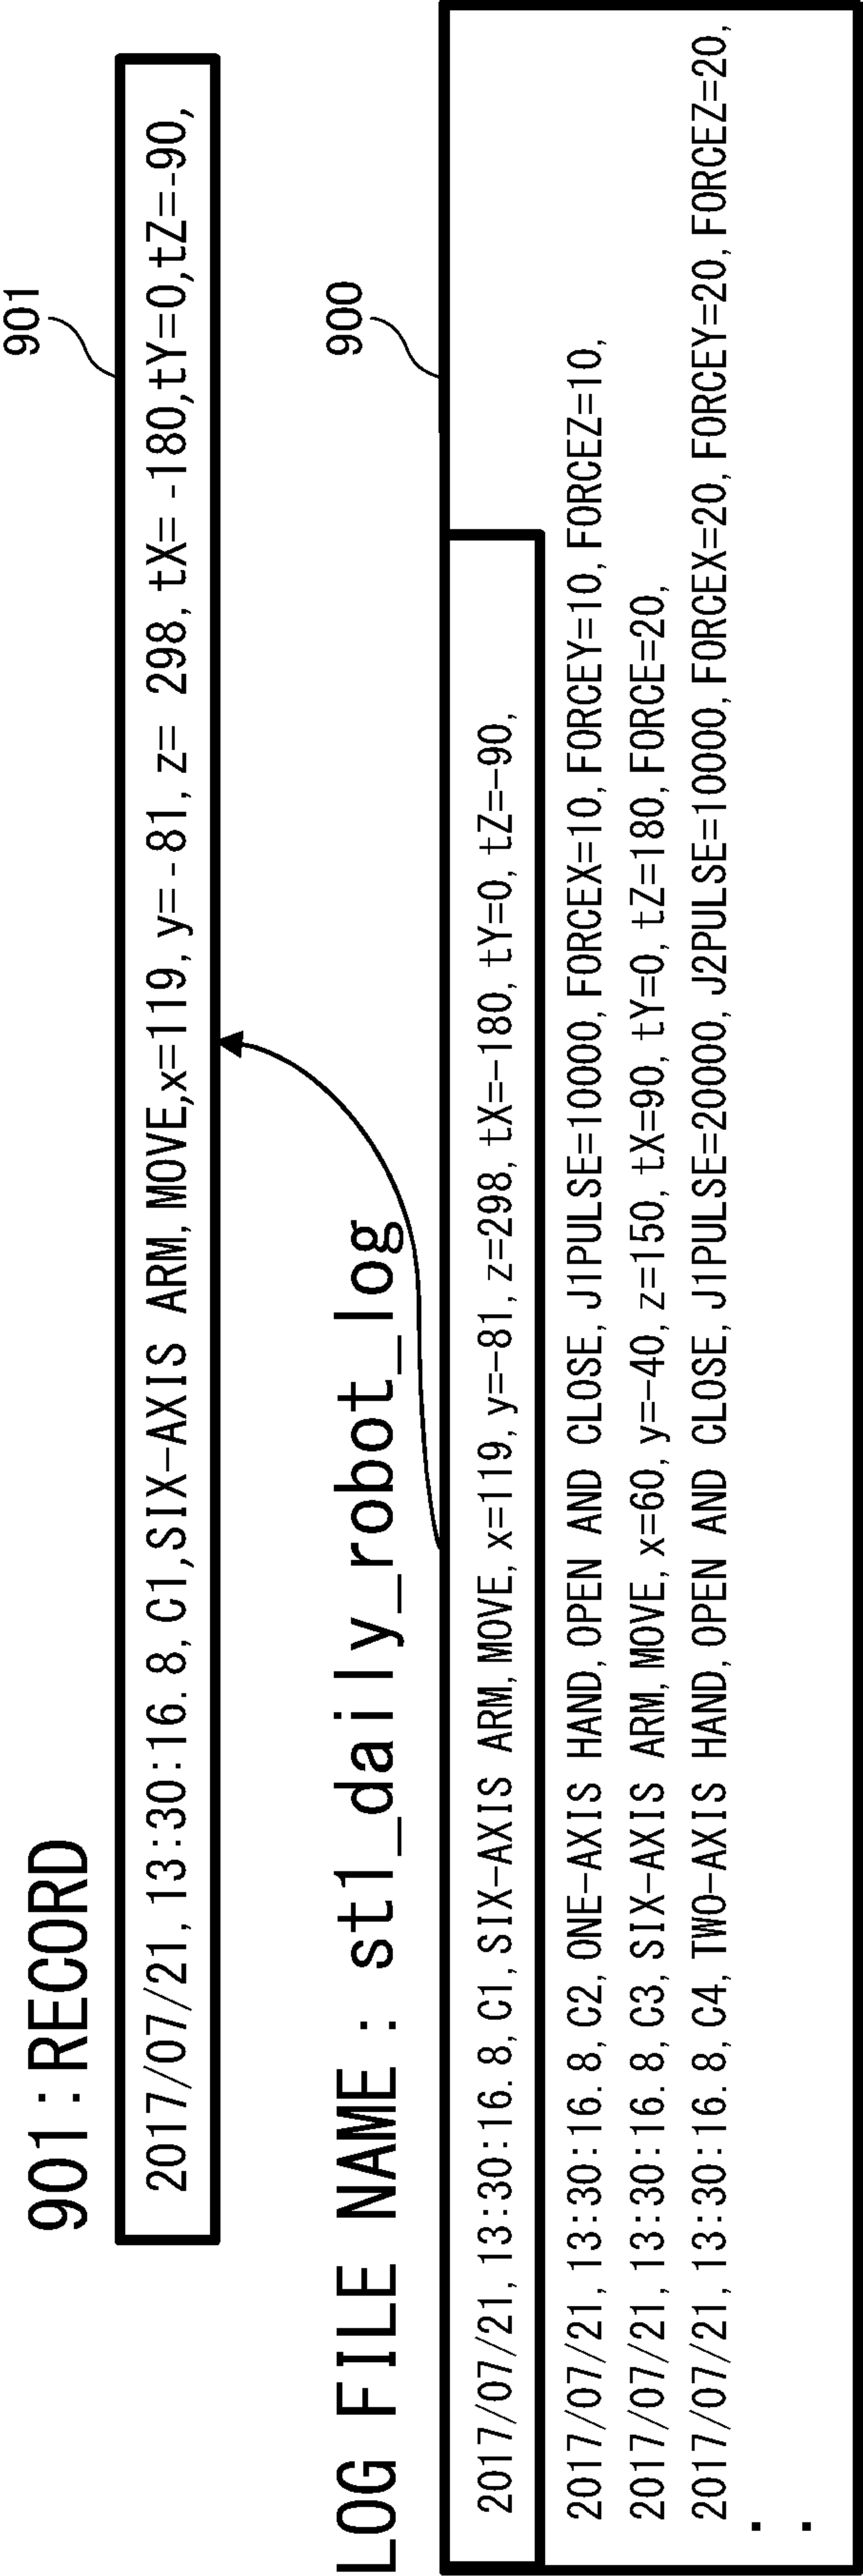 901
901:RECORD
2017/07/21, 13:30:16.8, C1,SIX-AXIS ARM, MOVE,x=119, y=-81, z= 298, tX= -180,tY=0,tZ=-90,
LOG FILE NAME : st1_daily_robot_log
900
2017/07/21, 13:30:16.8, C1, SIX-AXIS ARM, MOVE, x=119, y=-81, z=298, tX=-180, tY=0, tZ=-90,
2017/07/21, 13:30:16.8, C2, ONE-AXIS HAND, OPEN AND CLOSE, J1PULSE=10000, FORCEX=10, FORCEY=10, FORCEZ=10,
2017/07/21, 13:30:16.8, C3, SIX-AXIS ARM, MOVE, x=60, y=-40, z=150, tX=90, tY=0, tZ=180, FORCE=20,
2017/07/21, 13:30:16.8, C4, TWO-AXIS HAND, OPEN AND CLOSE, J1PULSE=20000, J2PULSE=10000, FORCEX=20, FORCEY=20, FORCEZ=20,